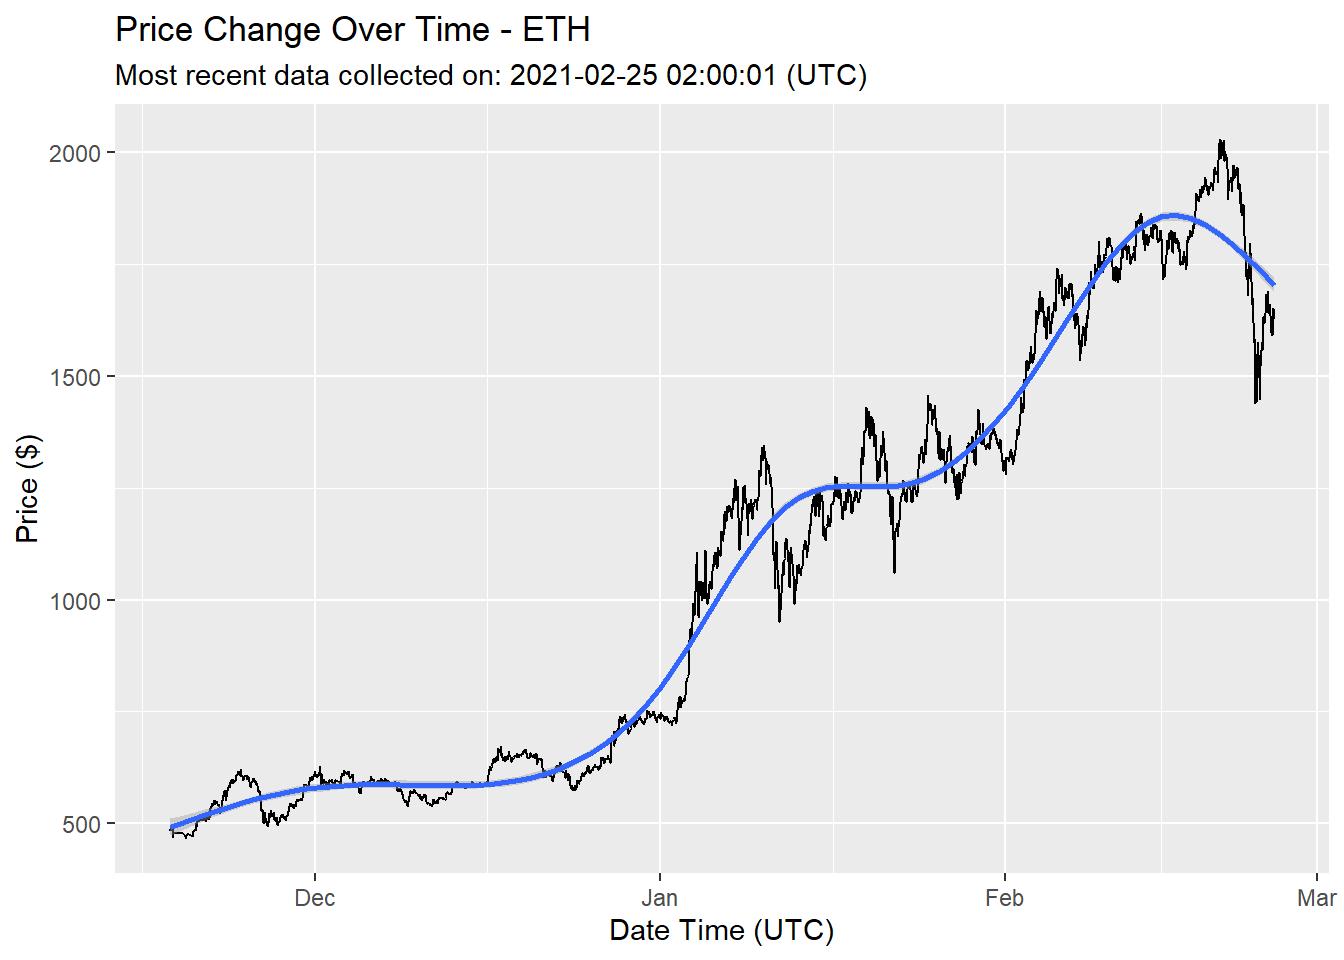 Price Change Over Time - ETH
Most recent data collected on: 2021-02-25 02:00:01 (UTC)
2000
1500
1000
500
Price ($)
Dec
Jan
Feb
Mar
Date Time (UTC)